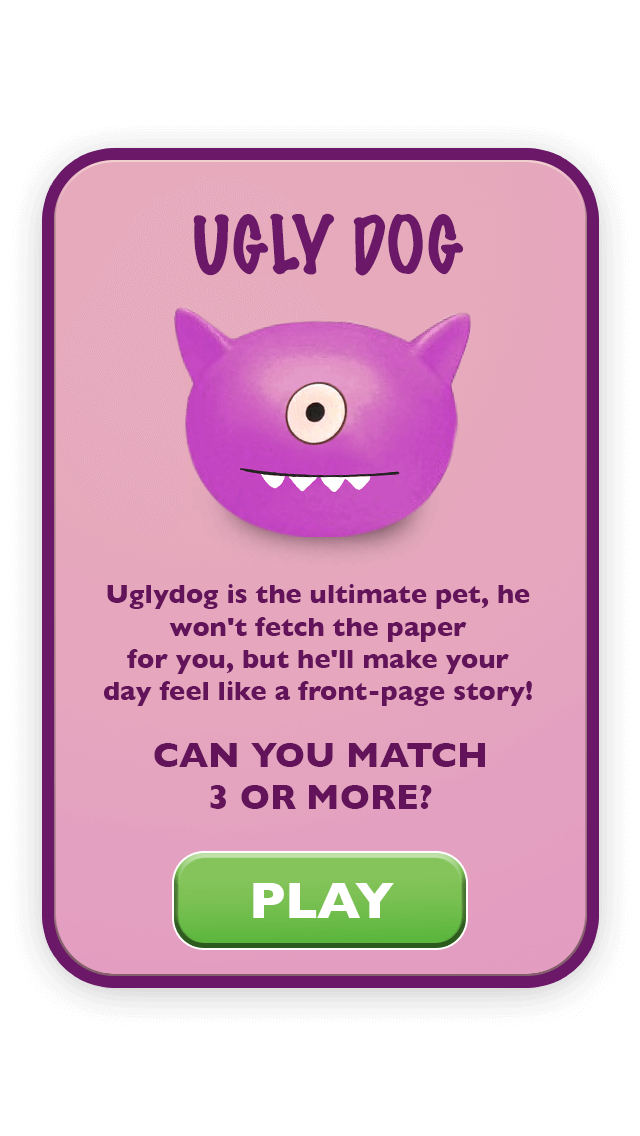 UGLY DOG
Uglydog is the ultimate pet, he
won't fetch the paper
for you, but he'll make your
day feel like a front-page story!
CAN YOU MATCH
3 OR MORE?
PLAY